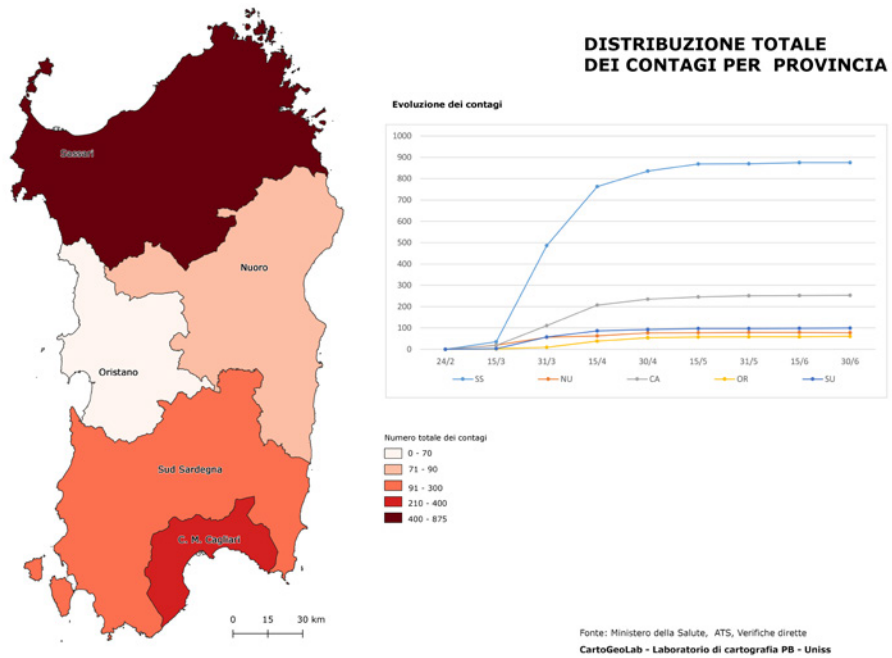 DISTRIBUZIONE TOTALE
DEI CONTAGI PER PROVINCIA
Evoluzione dei contagi
1000
900
800
700
600
500
400
300
200
100
0
24/2 15/3 31/3 15/4 30/4 15/5 31/5 15/6 30/6
SS NU CA OR SU
Sassari
Nuoro
Oristano
Sud Sardegna
C. M. Cagliari
0 15 30 km
Numero totale dei contagi
0 - 70
71 - 90
91 - 300
210 - 400
400 - 875
Fonte: Ministero della Salute, ATS, Verifiche dirette
CartoGeoLab - Laboratorio di cartografia PB - Uniss